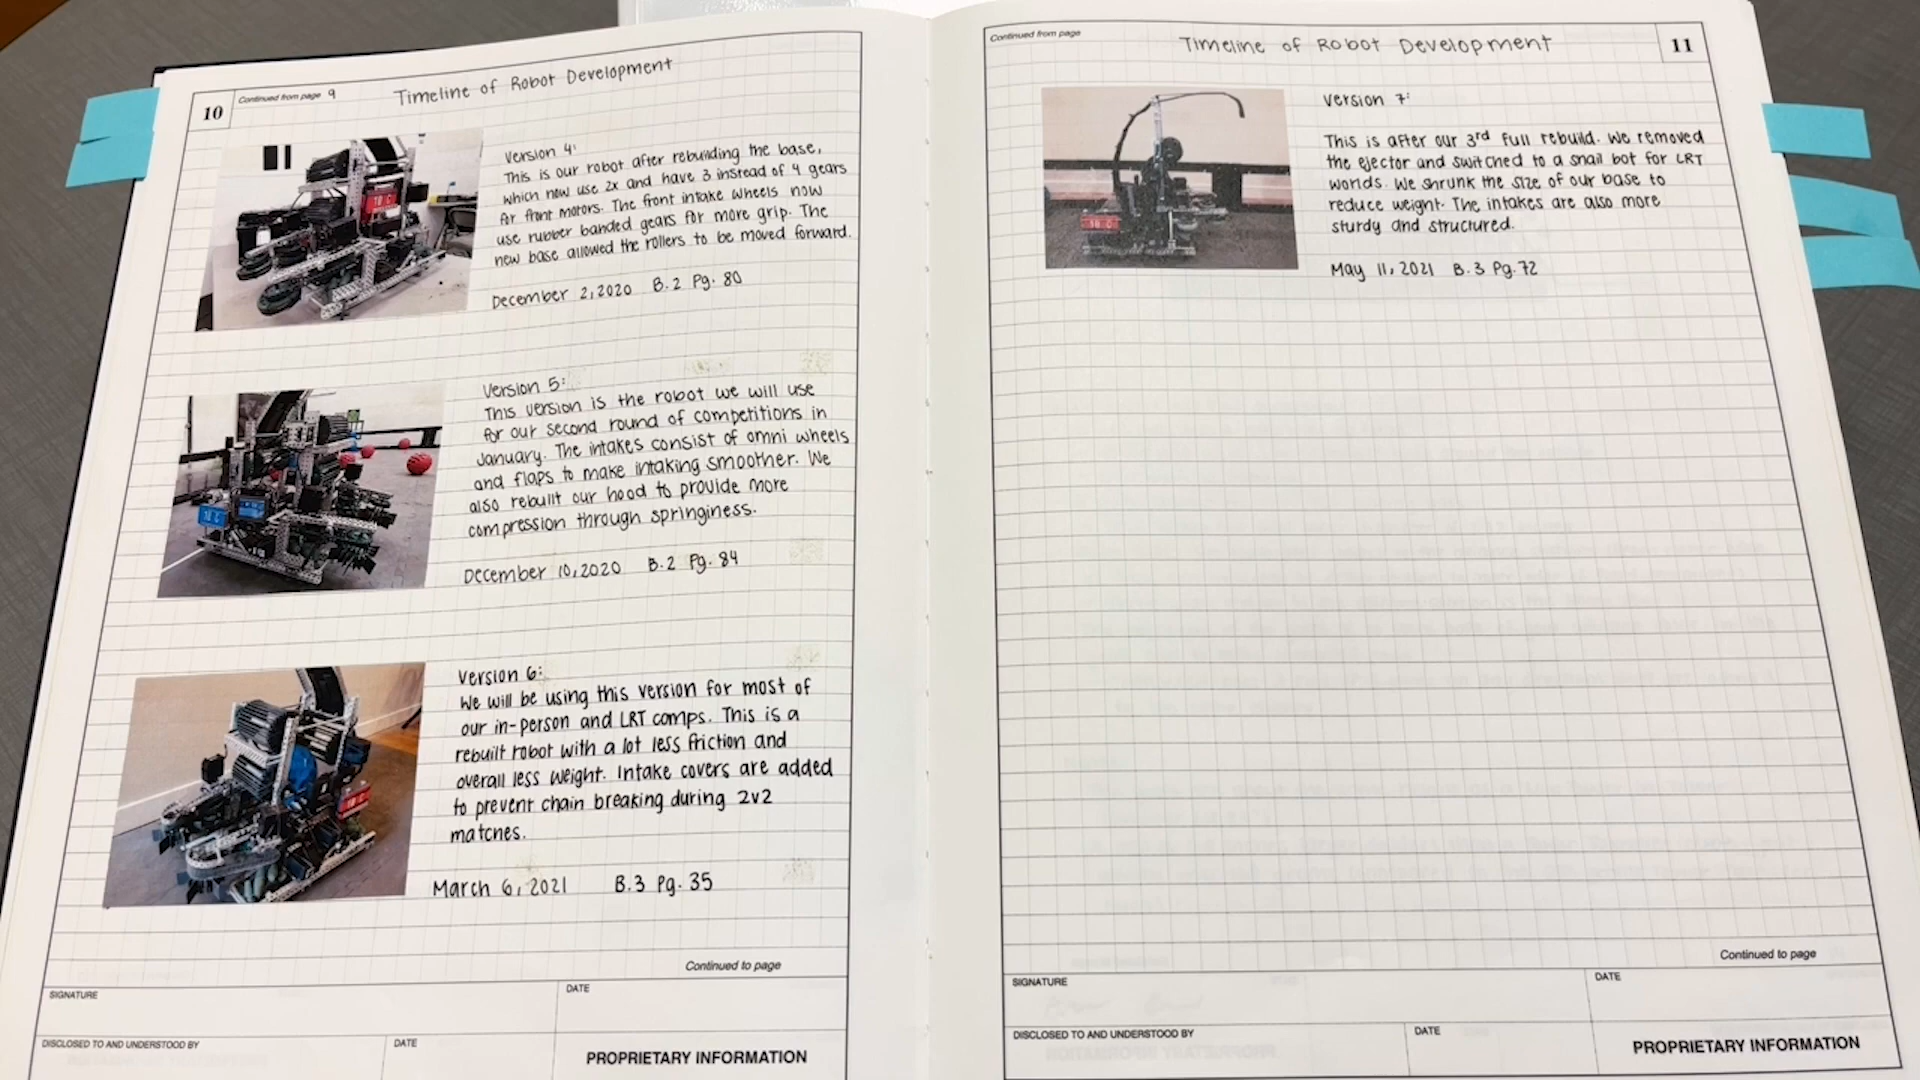 10
Continued from page 9
Timeline of Robot Development
Version 4:
This is our robot after rebuilding the base,
which now use 2x and have 3 insread of 4 gears
for front motors. The front intake wheels now
use rubber banded gears for more grip. The
new base allowed the rollers to be moved forward.
December 2, 2020 B.2 Pg. 80
Version 5:
This version is the robot we will use
for our second round of competitions in
January. The intakes consist of omni wheels
and flaps to make intaking smoother. We
also rebuilt our hood to provide more
compression through springiness.
December 10, 2020 B.2 Pg. 84
Version 6:
We will be using this version for most of
our in-person and LRT comps. This is a
rebuilt robot with a lot less friction and
overall less weight. Intake covers are added
to prevent chain breaking during 2v2
matches.
March 6, 2021 B.3 Pg. 35
Continued to page
SIGNATURE
DATE
DISCLOSED TO AND UNDERSTOOD BY
DATE
PROPRIETARY INFORMATION
Continued from page
Timeline of Robot Development
11
Version 7:
This is after our 3rd full rebuild. We removed
the ejector and switched to a snail bot for LRT
worlds. We shrunk the size of our base to
reduce weight. The intakes are also more
sturdy and structured.
May 11, 2021 B.3 Pg. 72
Continued to page
SIGNATURE
DATE
DISCLOSED TO AND UNDERSTOOD BY
DATE
PROPRIETARY INFORMATION